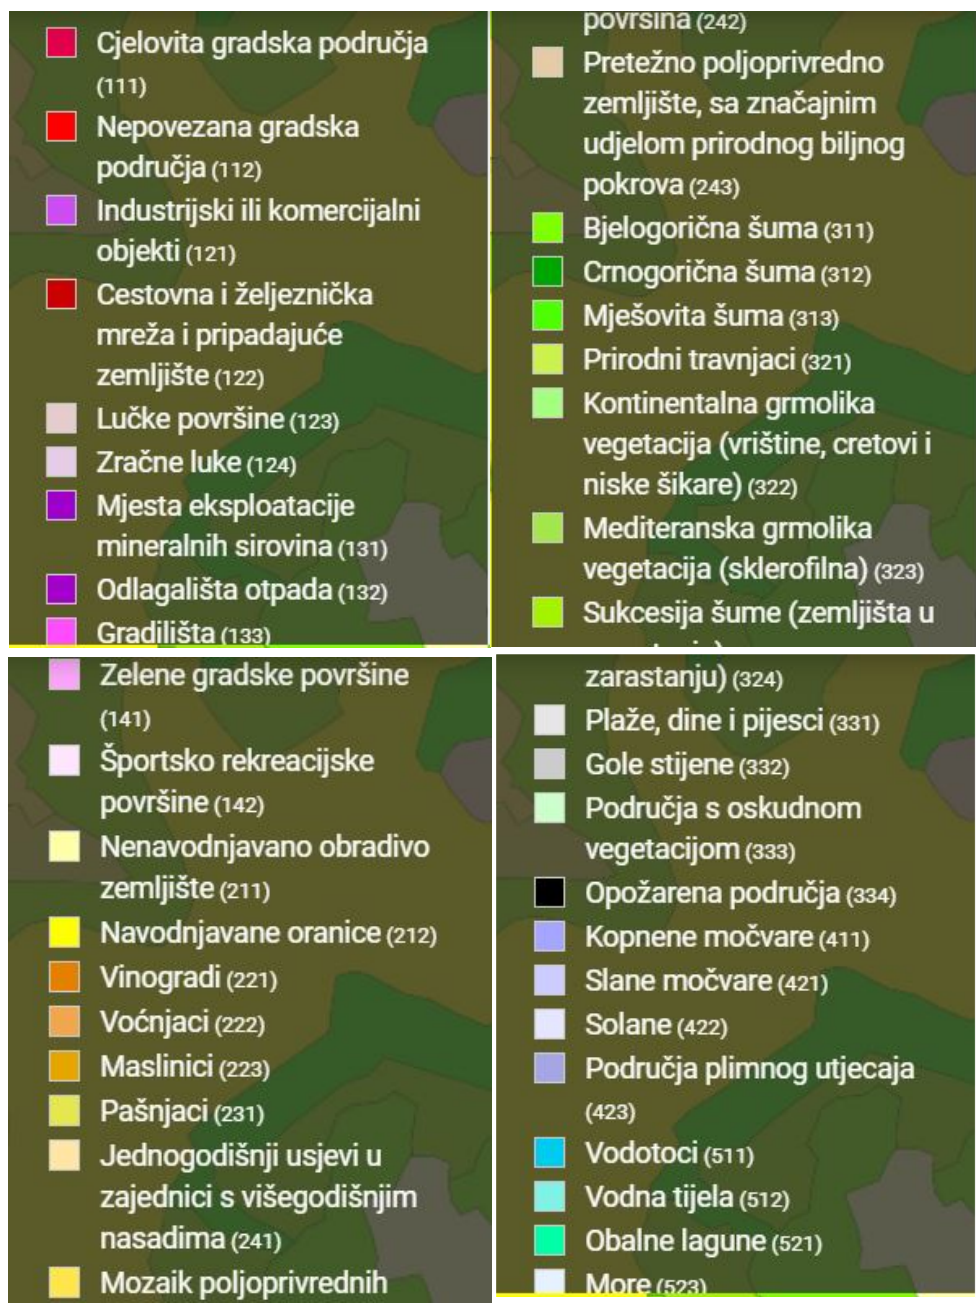 Cjelovita gradska područja
(111)
Nepovezana gradska
područja (112)
Industrijski ili komercijalni
objekti (121)
Cestovna i željeznička
mreža i pripadajuće
zemljište (122)
Lučke površine (123)
Zračne luke (124)
Mjesta eksploatacije
mineralnih sirovina (131)
Odlagališta otpada (132)
Gradilišta (133)
Zelene gradske površine
(141)
Športsko rekreacijske
površine (142)
Nenavodnjavano obradivo
zemljište (211)
Navodnjavane oranice (212)
Vinogradi (221)
Voćnjaci (222)
Maslinici (223)
Pašnjaci (231)
Jednogodišnji usjevi u
zajednici s višegodišnjim
nasadima (241)
Mozaik poljoprivrednih
površina (242)
Pretežno poljoprivredno
zemljište, sa značajnim
udjelom prirodnog biljnog
pokrova (243)
Bjelogorična šuma (311)
Crnogorična šuma (312)
Mješovita šuma (313)
Prirodni travnjaci (321)
Kontinentalna grmolika
vegetacija (vrištine, cretovi i
niske šikare) (322)
Mediteranska grmolika
vegetacija (sklerofilna) (323)
Sukcesija šume (zemljišta u
zarastanju) (324)
Plaže, dine i pijesci (331)
Gole stijene (332)
Područja s oskudnom
vegetacijom (333)
Opožarena područja (334)
Kopnene močvare (411)
Slane močvare (421)
Solane (422)
Područja plimnog utjecaja
(423)
Vodotoci (511)
Vodna tijela (512)
Obalne lagune (521)
More (523)